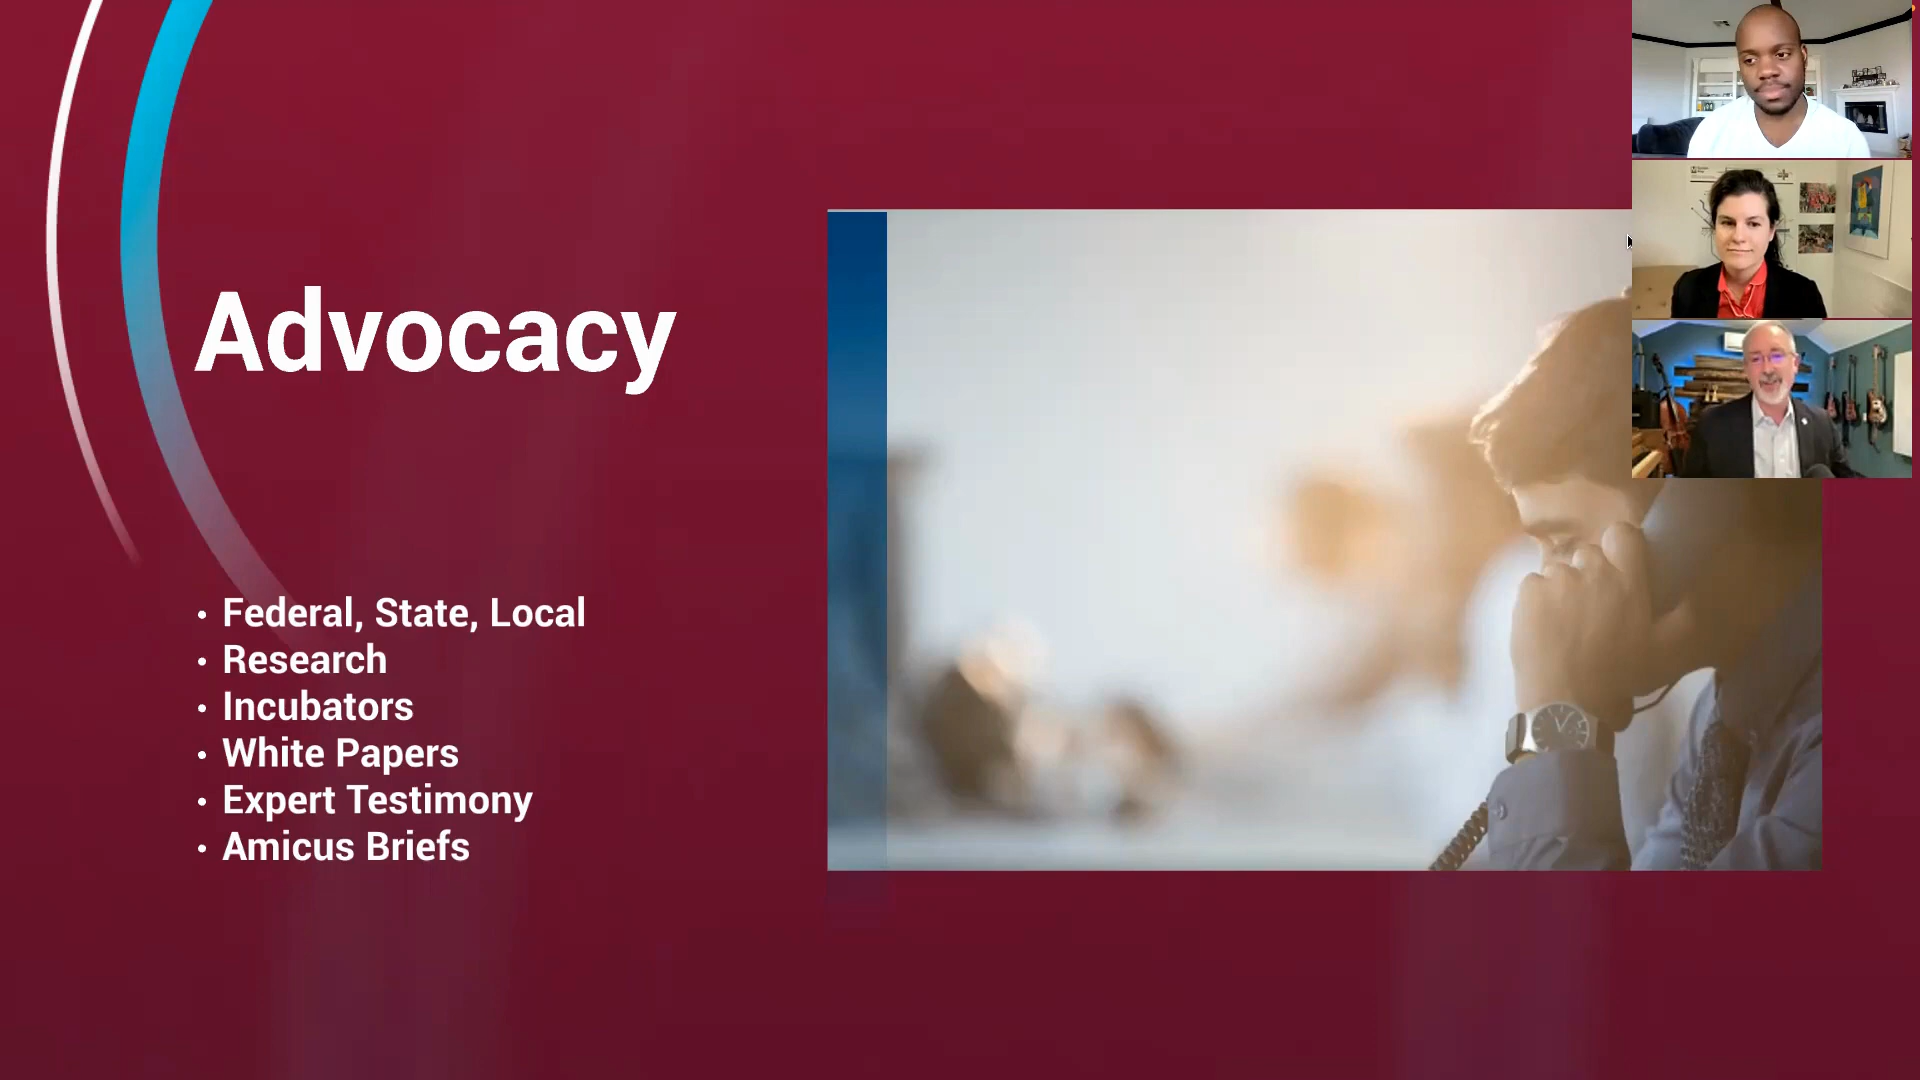 Advocacy
• Federal, State, Local
• Research
• Incubators
• White Papers
• Expert Testimony
• Amicus Briefs